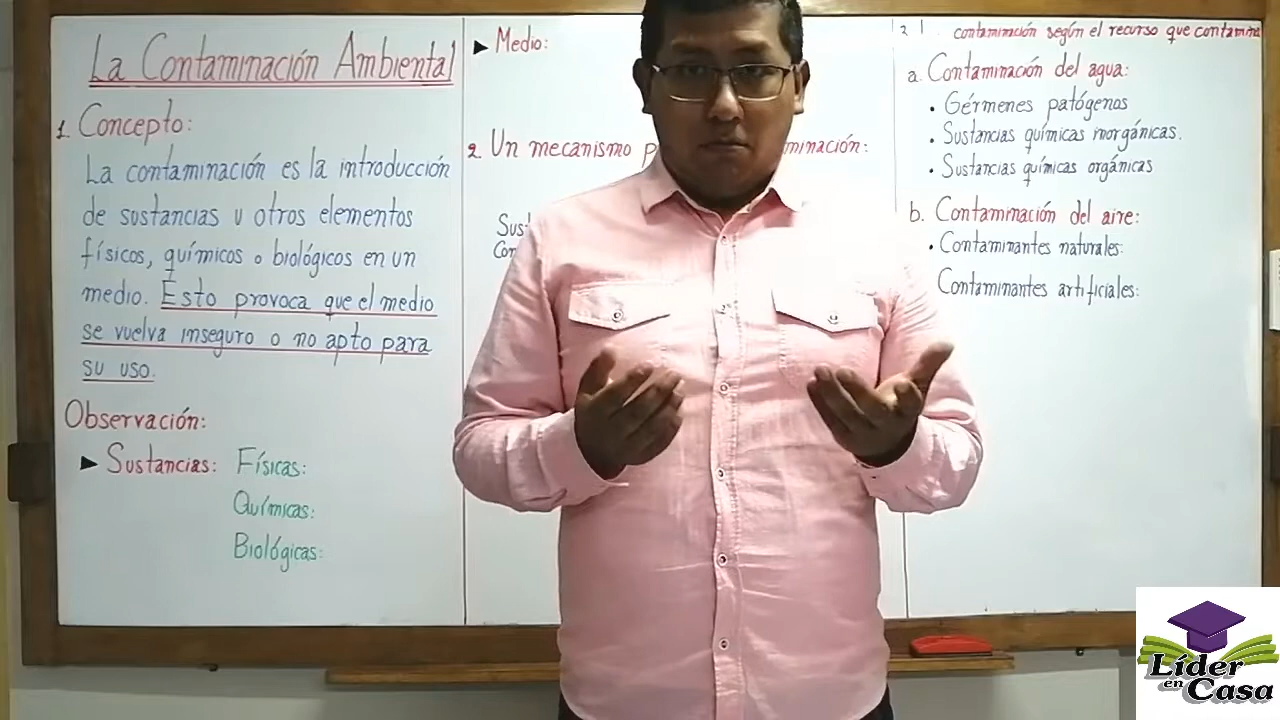 La Contaminación Ambiental
1. Concepto:
La contaminación es la introducción
de sustancias u otros elementos
físicos, químicos o biológicos en un
medio. Esto provoca que el medio
se vuelva inseguro o no apto para
su uso.
Observación:
► Sustancias: Físicas:
Químicas:
Biológicas:
► Medio:
2. Un mecanismo
2.1. contaminación según el recurso que contamina
a. Contaminación del agua:
• Gérmenes patógenos
• Sustancias químicas inorgánicas.
• Sustancias químicas orgánicas
b. Contaminación del aire:
• Contaminantes naturales:
Contaminantes artificiales:
Líder
en Casa